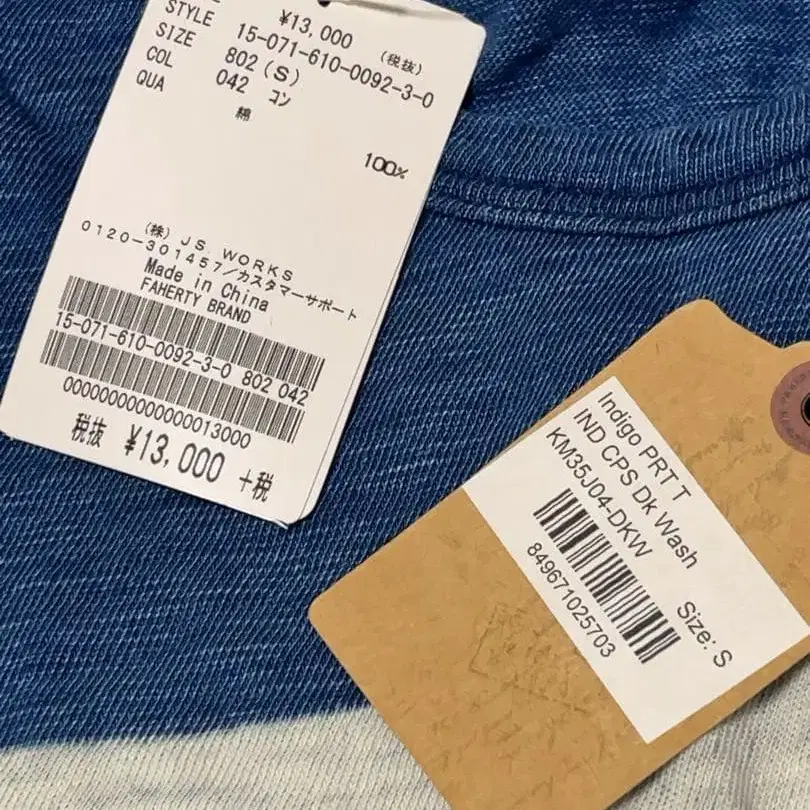 ¥13,000 (税抜)
STYLE 15-071-610-0092-3-0
SIZE 802 (S)
COL 042 コン
QUA 綿 100%
(株) JS. WORKS
0120-301457/カスタマーサポート
Made in China
FAHERTY BRAND
15-071-610-0092-3-0 802 042
0000000000000013000
税抜 ¥13,000 +税
Indigo PRT T
IND CPS Dk Wash
KM35J04-DKW
Size: S
849671025703